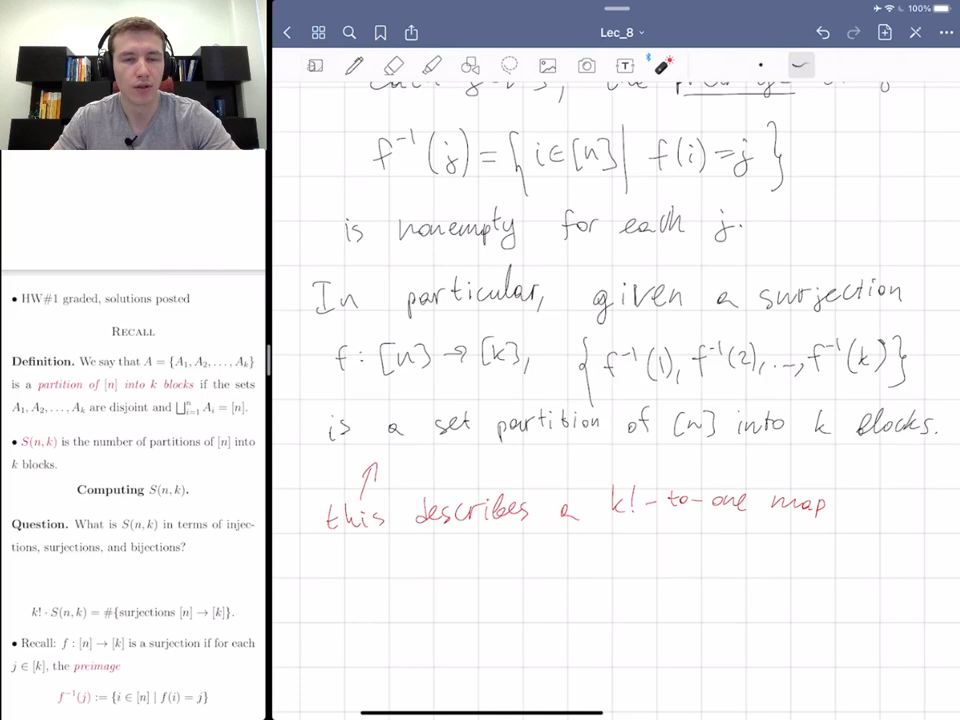 Lec_8
100%
T
f⁻¹(j) = {i∈[n] | f(i)=j}
is nonempty for each j.
In particular, given a surjection
f: [n] → [k], {f⁻¹(1), f⁻¹(2), ..., f⁻¹(k)}
is a set partition of [n] into k blocks.
this describes a k!-to-one map
• HW#1 graded, solutions posted
RECALL
Definition. We say that A = {A₁, A₂, . . . , Aₖ}
is a partition of [n] into k blocks if the sets
A₁, A₂, . . . , Aₖ are disjoint and ⨆ⁿᵢ₌₁ Aᵢ = [n].
• S(n, k) is the number of partitions of [n] into
k blocks.
Computing S(n, k).
Question. What is S(n, k) in terms of injec-
tions, surjections, and bijections?
k! · S(n, k) = #{surjections [n] → [k]}.
• Recall: f : [n] → [k] is a surjection if for each
j ∈ [k], the preimage
f⁻¹(j) := {i ∈ [n] | f(i) = j}